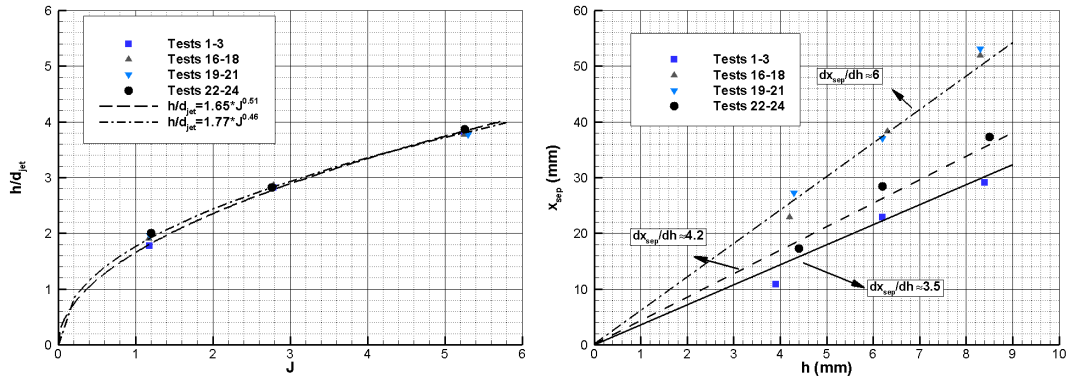 6
5
4
3
2
1
0
h/d_jet
Tests 1-3
Tests 16-18
Tests 19-21
Tests 22-24
h/d_jet=1.65*J^0.51
h/d_jet=1.77*J^0.46
0 1 2 3 4 5 6
J
60
50
40
30
20
10
0
x_sep (mm)
Tests 1-3
Tests 16-18
Tests 19-21
Tests 22-24
dx_sep/dh≈6
dx_sep/dh≈4.2
dx_sep/dh≈3.5
0 1 2 3 4 5 6 7 8 9 10
h (mm)